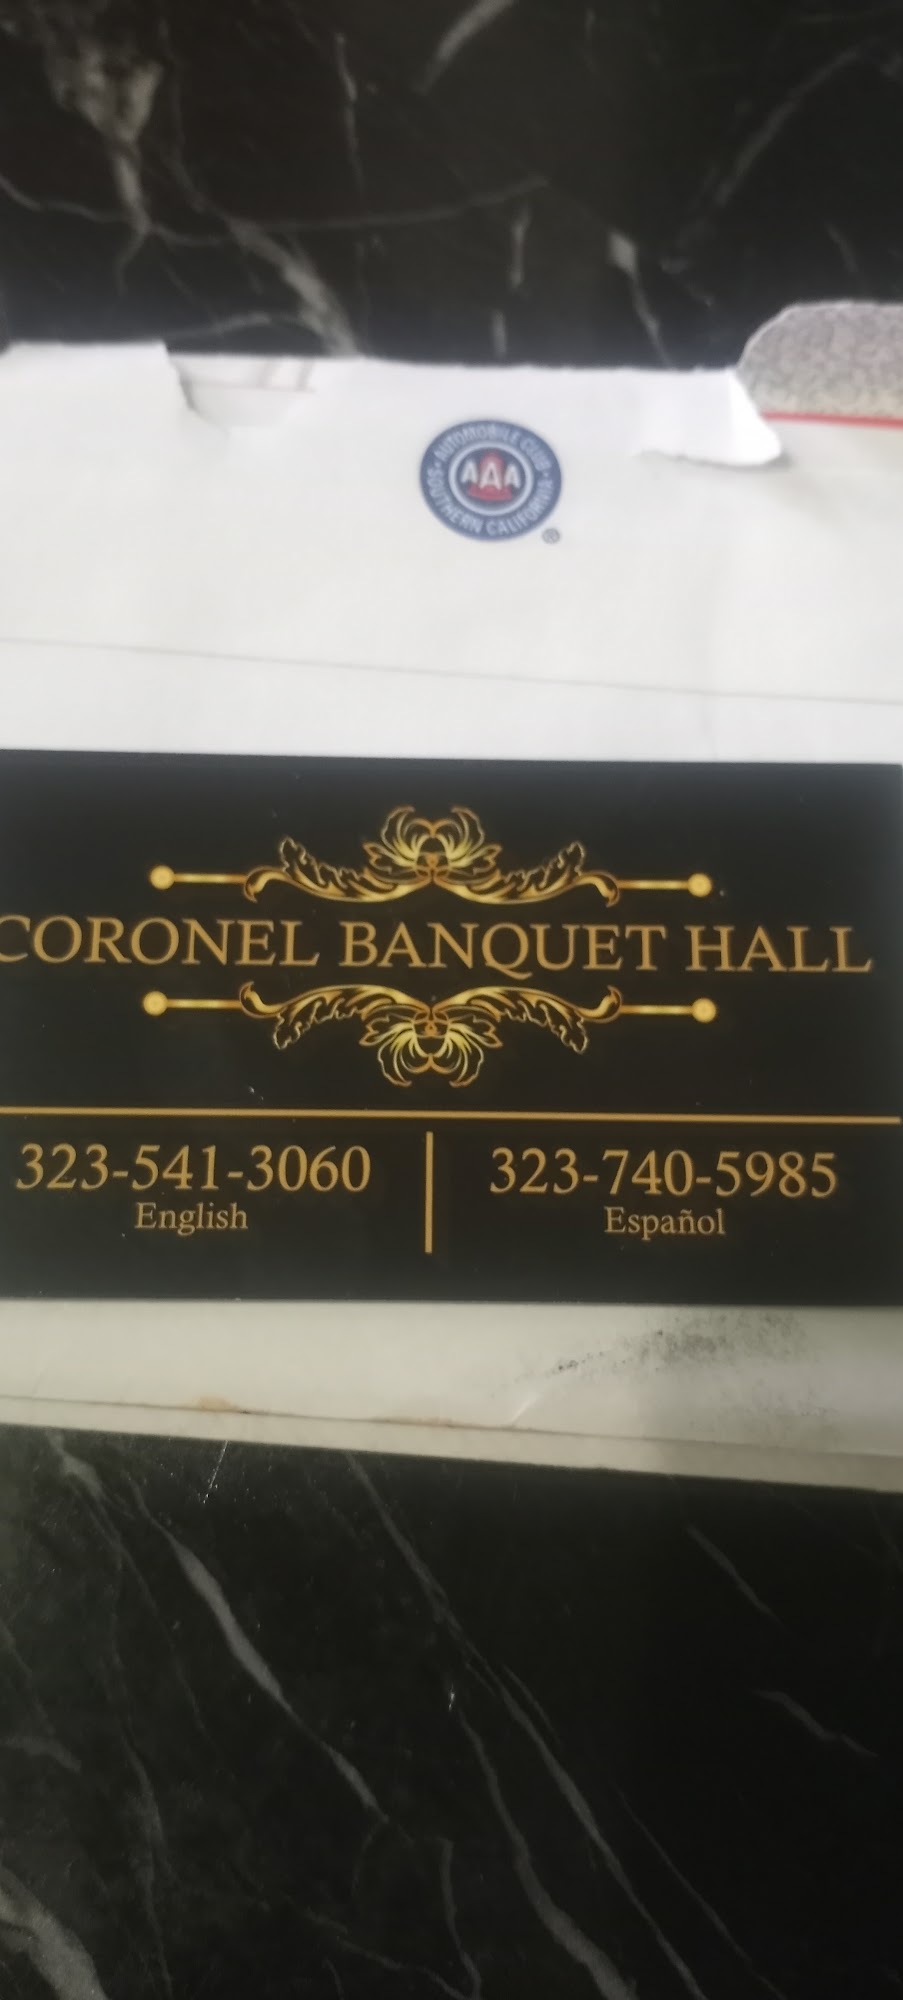 AUTOMOBILE CLUB
AAA
SOUTHERN CALIFORNIA
®
CORONEL BANQUET HALL
323-541-3060
English
323-740-5985
Español